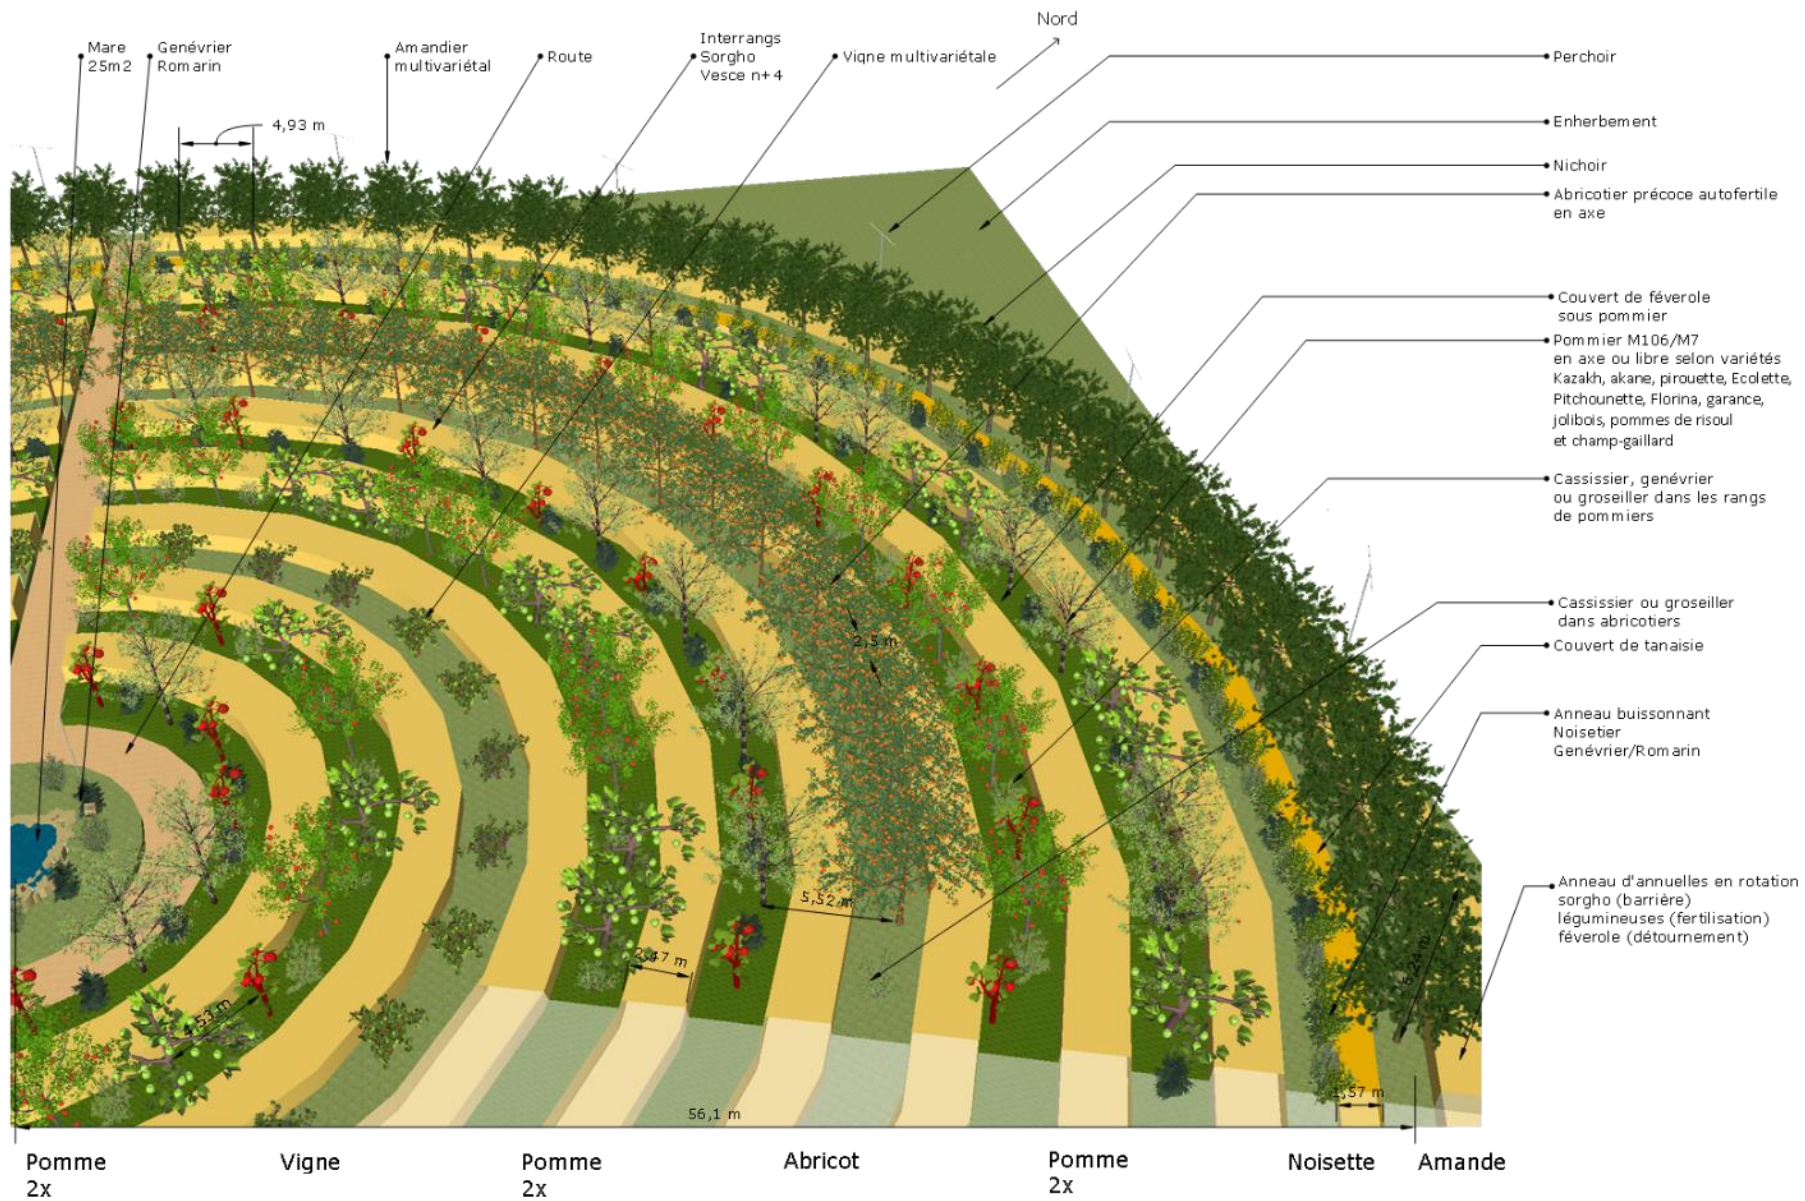 Nord
Mare
25m2
Genévrier
Romarin
Amandier
multivariétal
Route
Interrangs
Sorgho
Vesce n+4
Vigne multivariétale
Perchoir
Enherbement
Nichoir
Abricotier précoce autofertile
en axe
Couvert de féverole
sous pommier
Pommier M106/M7
en axe ou libre selon variétés
Kazakh, akane, pirouette, Ecolette,
Pitchounette, Florina, garance,
jolibois, pommes de risoul
et champ-gaillard
Cassissier, genévrier
ou groseiller dans les rangs
de pommiers
Cassissier ou groseiller
dans abricotiers
Couvert de tanaisie
Anneau buissonnant
Noisetier
Genévrier/Romarin
Anneau d'annuelles en rotation
sorgho (barrière)
légumineuses (fertilisation)
féverole (détournement)
4,93 m
2,5 m
5,52 m
2,47 m
4,53 m
5,24 m
1,57 m
56,1 m
Pomme
2x
Vigne
Pomme
2x
Abricot
Pomme
2x
Noisette
Amande